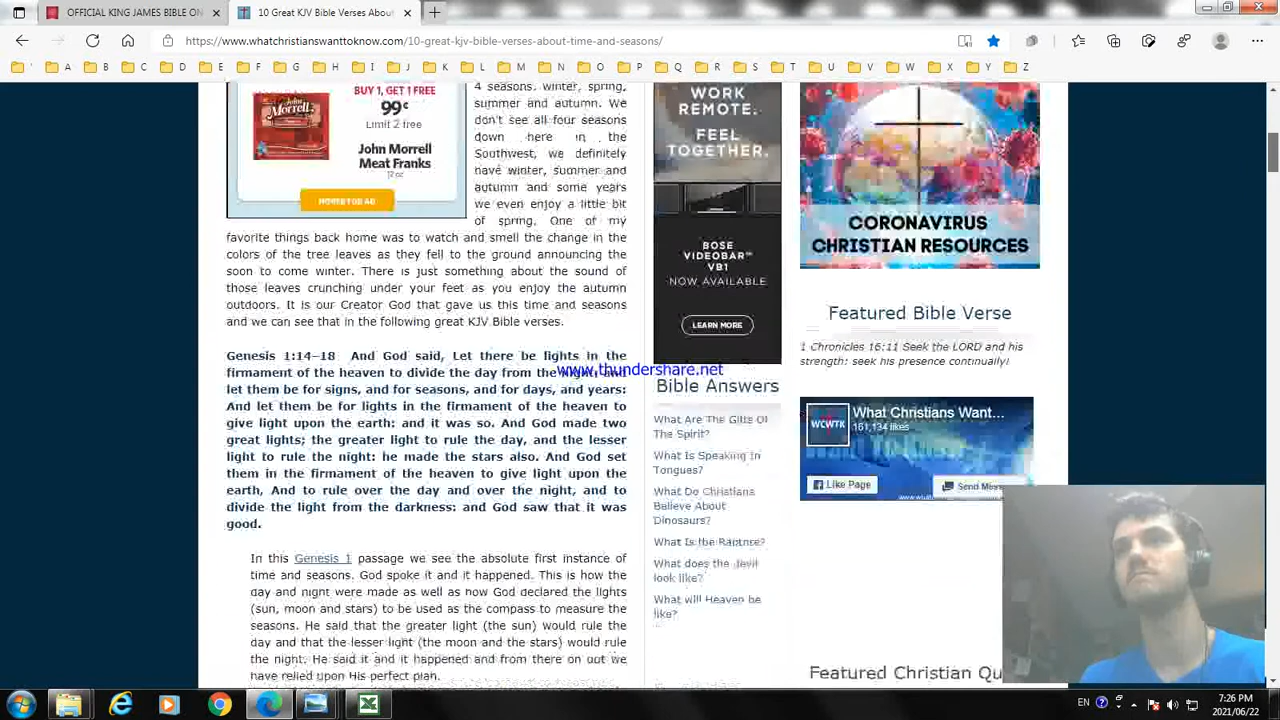 OFFICIAL KING JAMES BIBLE ON
10 Great KJV Bible Verses Abou
https://www.whatchristianswanttoknow.com/10-great-kjv-bible-verses-about-time-and-seasons/
A B C D E F G H I J K L M N O P Q R S T U V W X Y Z
BUY 1, GET 1 FREE
99¢
Limit 2 free
John Morrell
Meat Franks
12 oz
4 seasons, winter, spring,
summer and autumn. We
don't see all four seasons
down here in the
Southwest, we definitely
have winter, summer and
autumn and some years
we even enjoy a little bit
of spring. One of my
favorite things back home was to watch and smell the change in the
colors of the tree leaves as they fell to the ground announcing the
soon to come winter. There is just something about the sound of
those leaves crunching under your feet as you enjoy the autumn
outdoors. It is our Creator God that gave us this time and seasons
and we can see that in the following great KJV Bible verses.
Genesis 1:14-18 And God said, Let there be lights in the
firmament of the heaven to divide the day from the night; and
let them be for signs, and for seasons, and for days, and years:
And let them be for lights in the firmament of the heaven to
give light upon the earth: and it was so. And God made two
great lights; the greater light to rule the day, and the lesser
light to rule the night: he made the stars also. And God set
them in the firmament of the heaven to give light upon the
earth, And to rule over the day and over the night, and to
divide the light from the darkness: and God saw that it was
good.
In this Genesis 1 passage we see the absolute first instance of
time and seasons. God spoke it and it happened. This is how the
day and night were made as well as how God declared the lights
(sun, moon and stars) to be used as the compass to measure the
seasons. He said that the greater light (the sun) would rule the
day and that the lesser light (the moon and the stars) would rule
the night. He said it and it happened and from there on out we
have relied upon His perfect plan.
WORK
REMOTE.
FEEL
TOGETHER.
BOSE
VIDEOBAR™
VB1
NOW AVAILABLE
LEARN MORE
www.thundershare.net
Bible Answers
What Are The Gifts Of
The Spirit?
What Is Speaking In
Tongues?
What Do Christians
Believe About
Dinosaurs?
What Is the Rapture?
What does the devil
look like?
What will Heaven be
like?
CORONAVIRUS
CHRISTIAN RESOURCES
Featured Bible Verse
1 Chronicles 16:11 Seek the LORD and his
strength: seek his presence continually!
WCWTK
What Christians Want...
161,134 likes
Like Page
Send Mess
Featured Christian Qu
EN
7:26 PM
2021/06/22